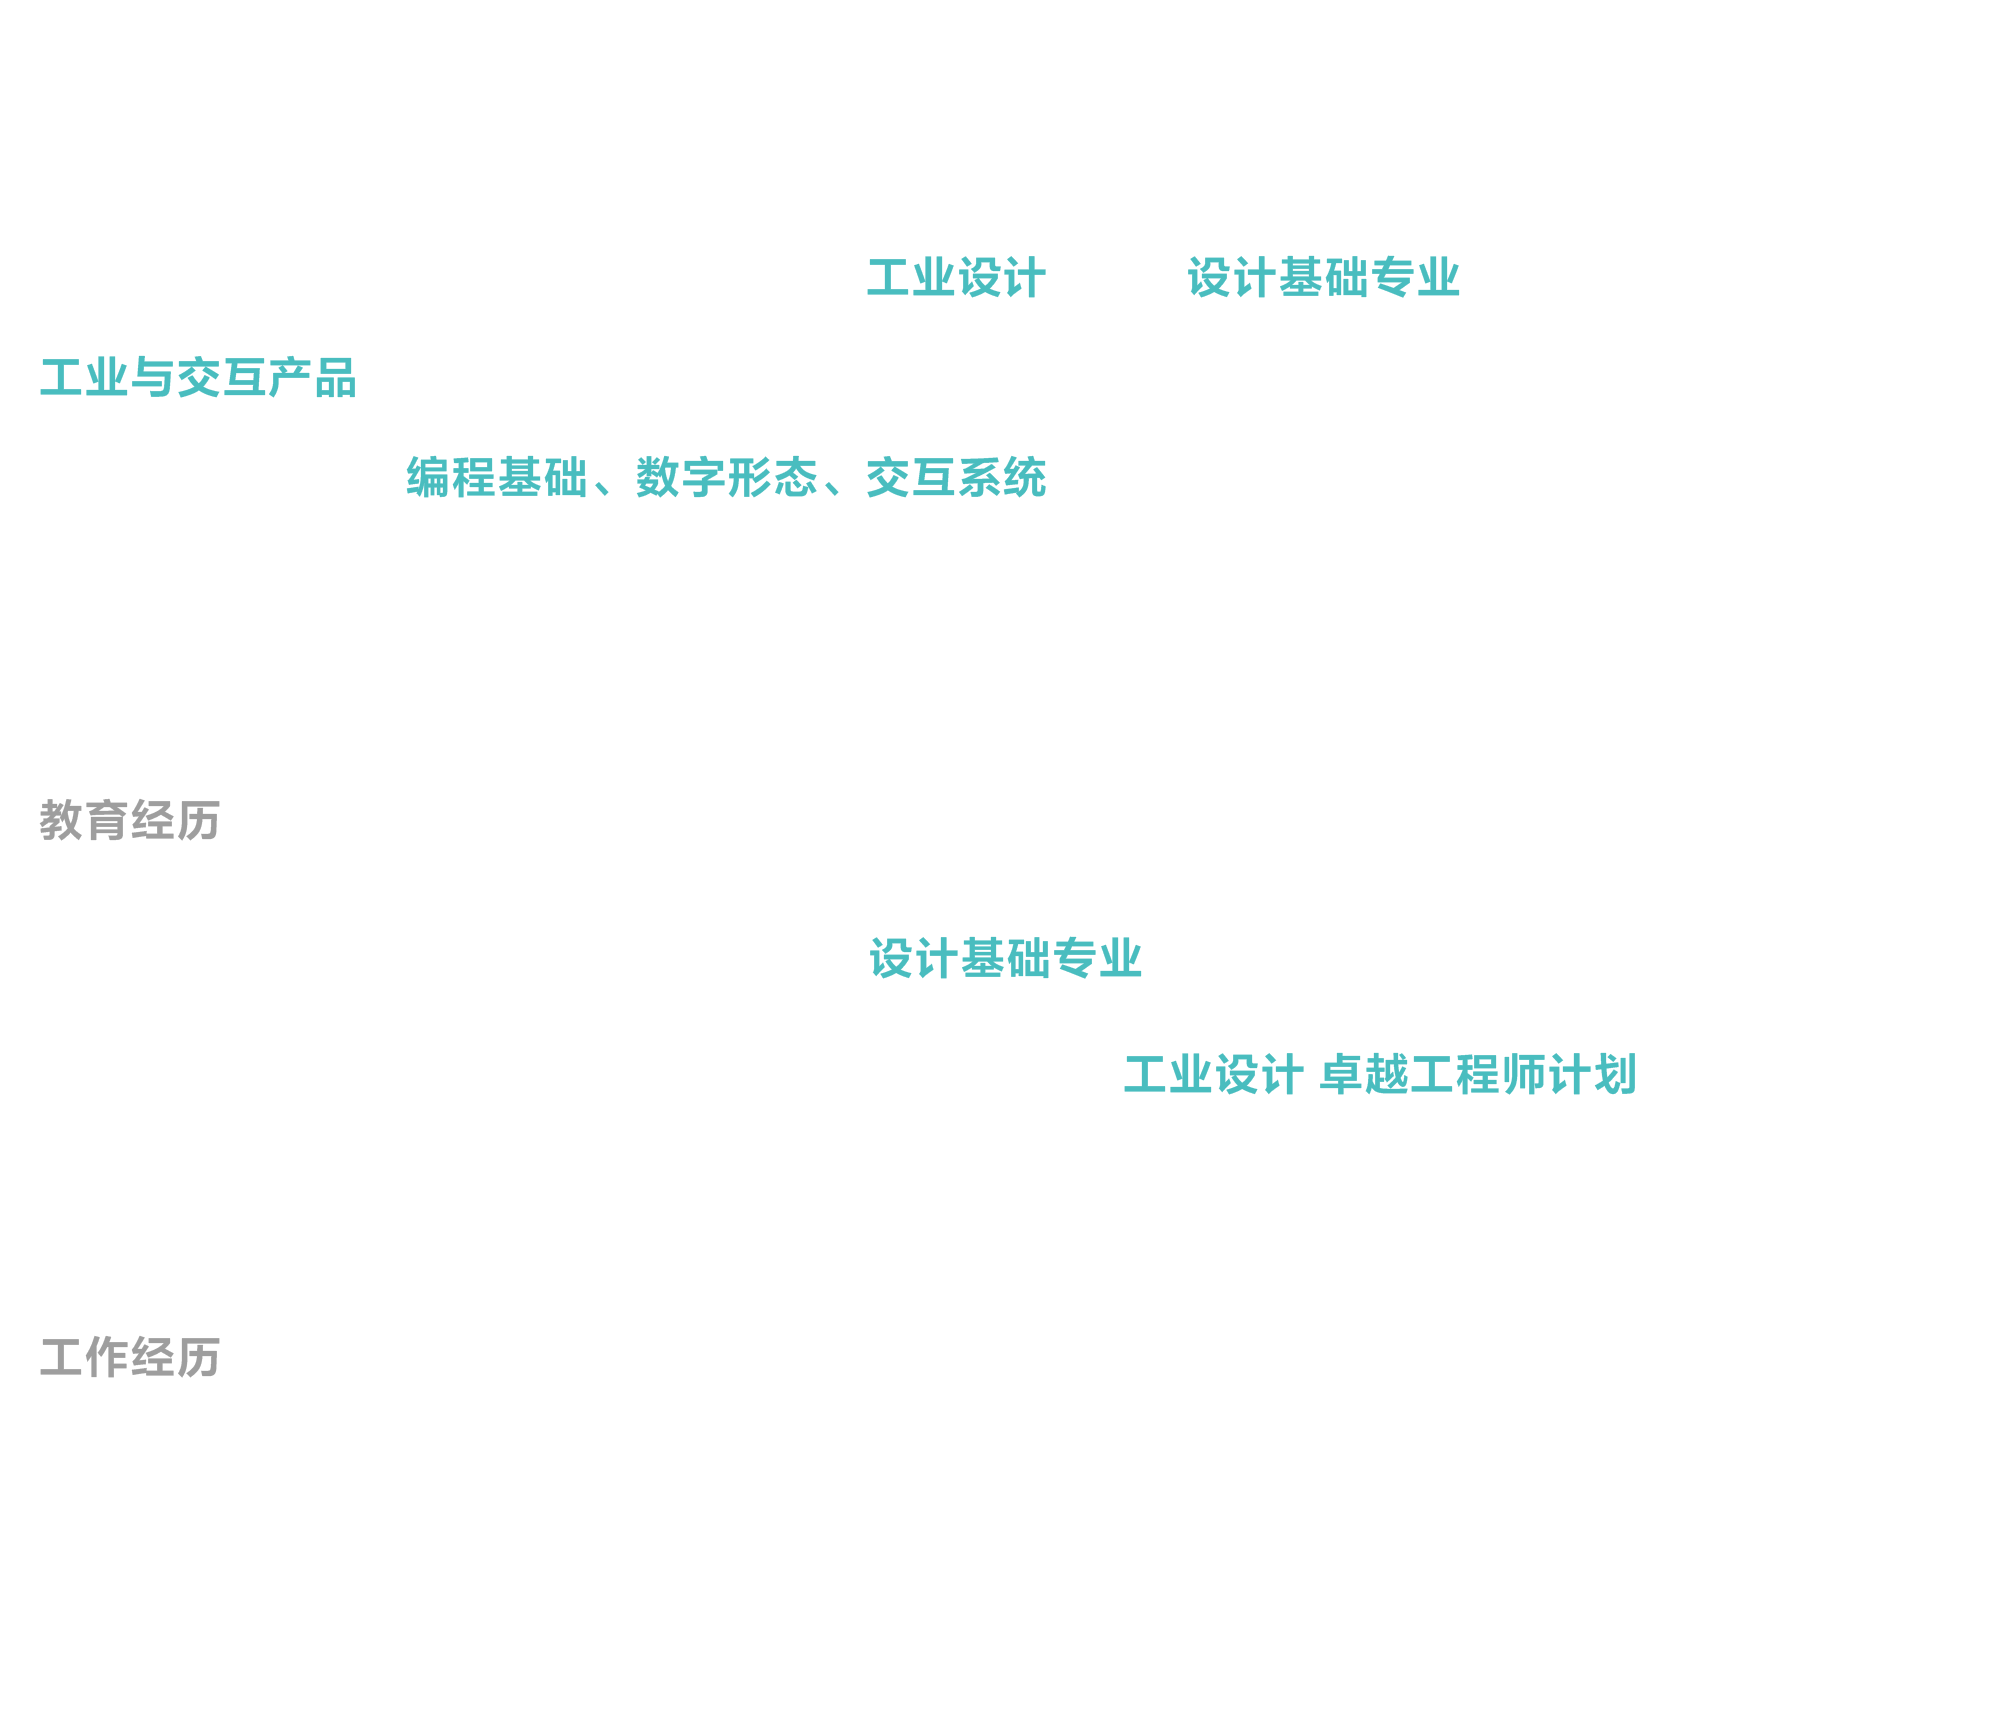 工业设计 设计基础专业
工业与交互产品
编程基础、数字形态、交互系统
教育经历
设计基础专业
工业设计 卓越工程师计划
工作经历